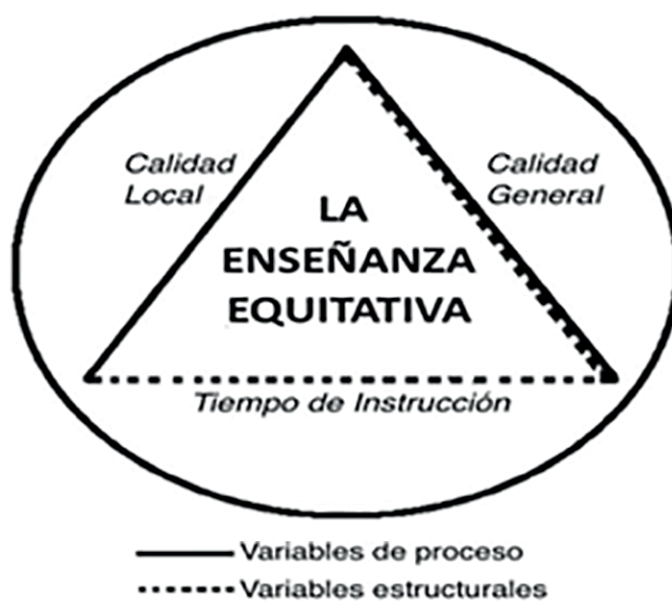 Calidad
Local
Calidad
General
LA
ENSEÑANZA
EQUITATIVA
Tiempo de Instrucción
Variables de proceso
Variables estructurales